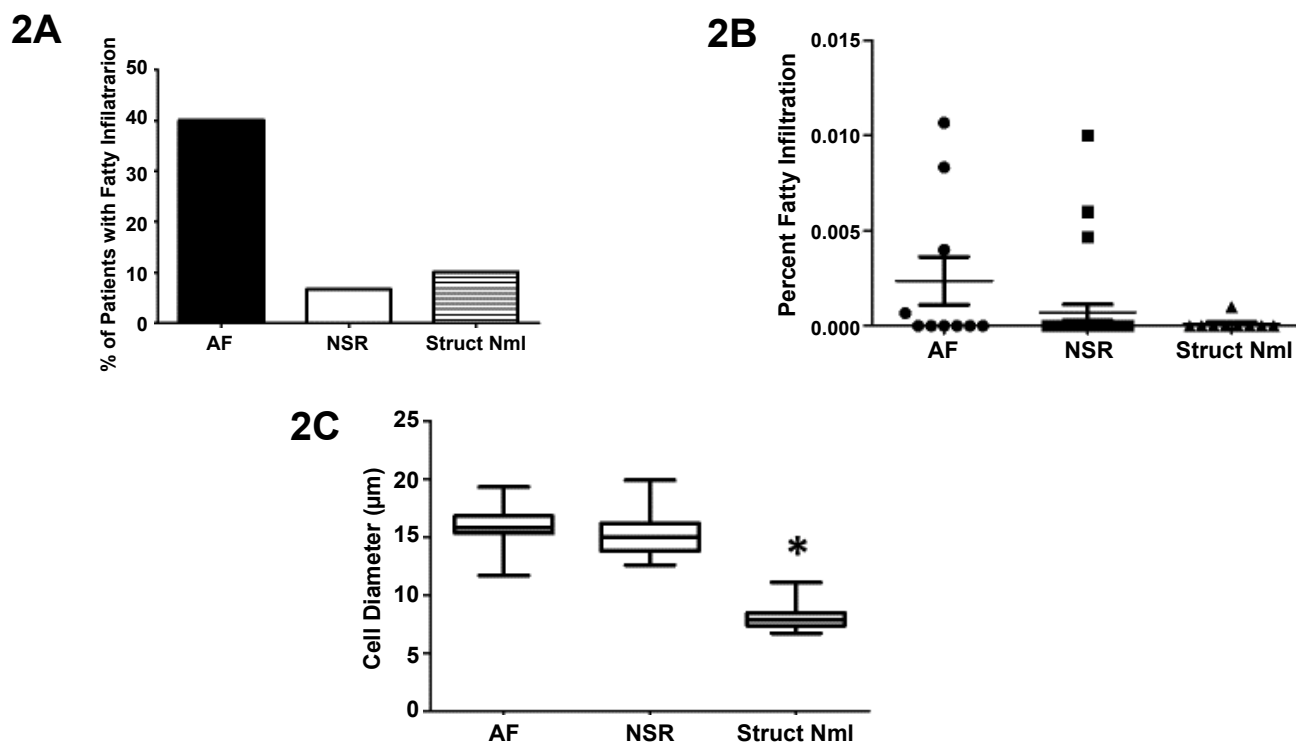 2A
% of Patients with Fatty Infilatrarion
50
40
30
20
10
0
AF NSR Struct Nml
2B
Percent Fatty Infiltration
0.015
0.010
0.005
0.000
AF NSR Struct Nml
2C
Cell Diameter (µm)
25
20
15
10
5
0
*
AF NSR Struct Nml